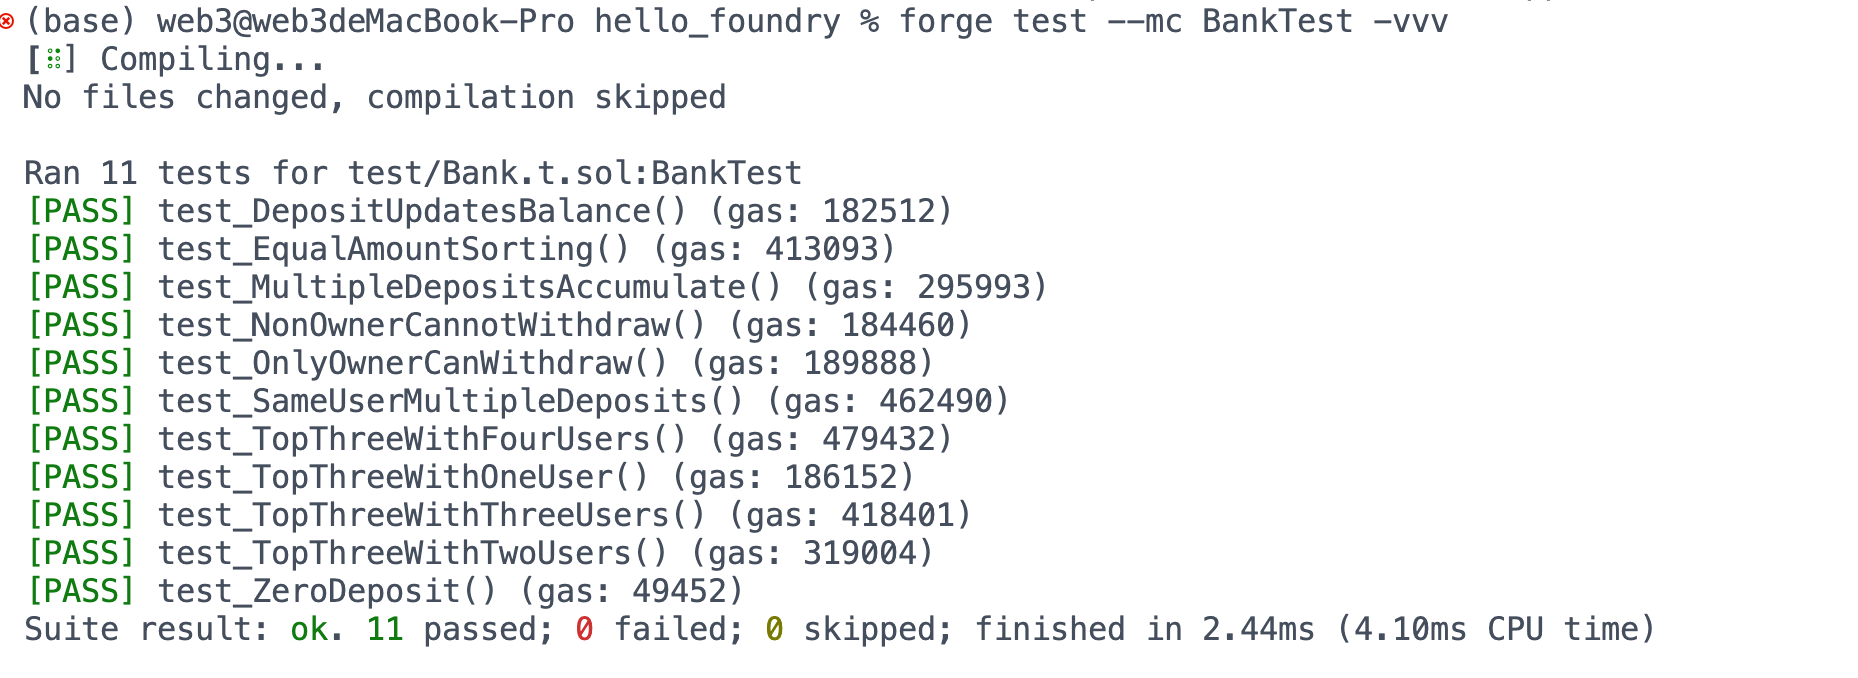 (base) web3@web3deMacBook-Pro hello_foundry % forge test --mc BankTest -vvv
[⠃] Compiling...
No files changed, compilation skipped
Ran 11 tests for test/Bank.t.sol:BankTest
[PASS] test_DepositUpdatesBalance() (gas: 182512)
[PASS] test_EqualAmountSorting() (gas: 413093)
[PASS] test_MultipleDepositsAccumulate() (gas: 295993)
[PASS] test_NonOwnerCannotWithdraw() (gas: 184460)
[PASS] test_OnlyOwnerCanWithdraw() (gas: 189888)
[PASS] test_SameUserMultipleDeposits() (gas: 462490)
[PASS] test_TopThreeWithFourUsers() (gas: 479432)
[PASS] test_TopThreeWithOneUser() (gas: 186152)
[PASS] test_TopThreeWithThreeUsers() (gas: 418401)
[PASS] test_TopThreeWithTwoUsers() (gas: 319004)
[PASS] test_ZeroDeposit() (gas: 49452)
Suite result: ok. 11 passed; 0 failed; 0 skipped; finished in 2.44ms (4.10ms CPU time)